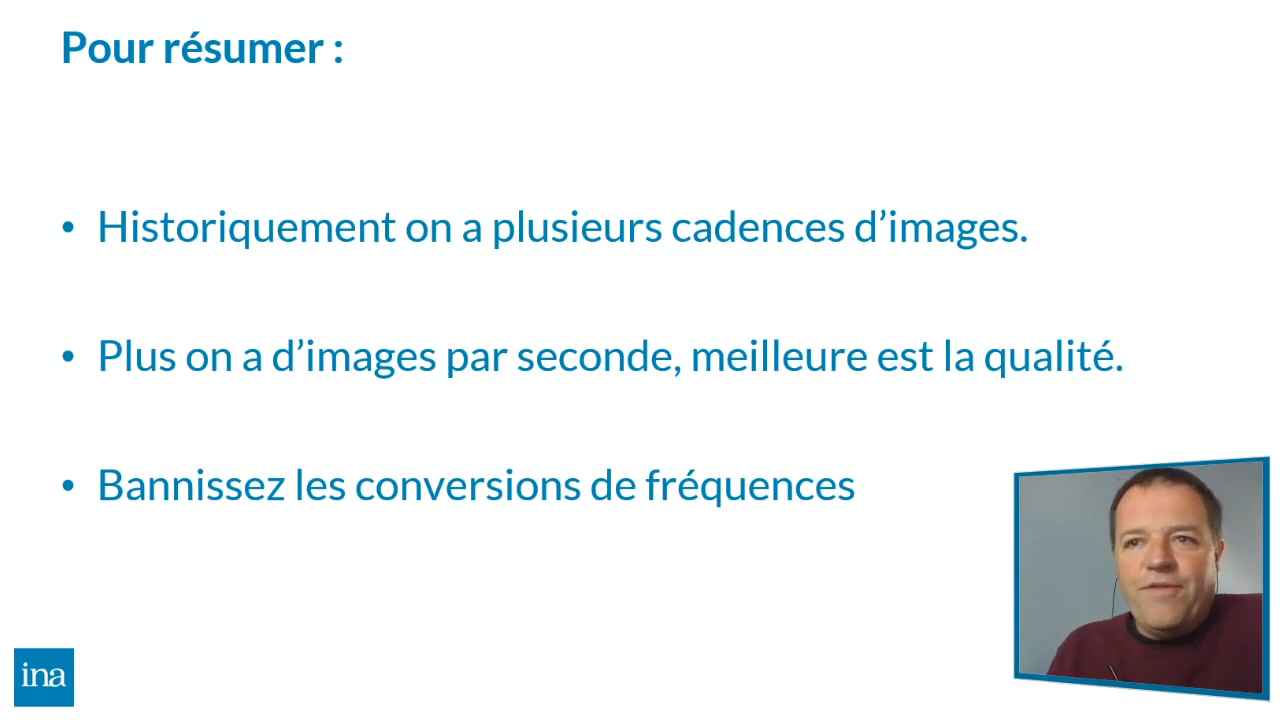 Pour résumer :
• Historiquement on a plusieurs cadences d’images.
• Plus on a d’images par seconde, meilleure est la qualité.
• Bannissez les conversions de fréquences
ina